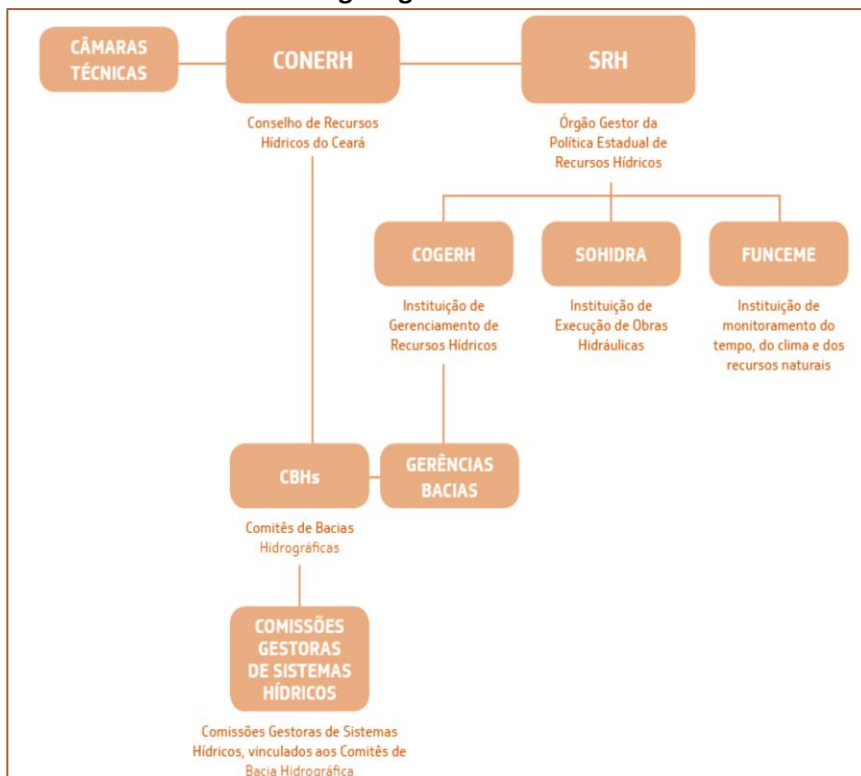 CÂMARAS
TÉCNICAS
CONERH
SRH
Conselho de Recursos
Hídricos do Ceará
Órgão Gestor da
Política Estadual de
Recursos Hídricos
COGERH
SOHIDRA
FUNCEME
Instituição de
Gerenciamento de
Recursos Hídricos
Instituição de
Execução de Obras
Hidráulicas
Instituição de
monitoramento do
tempo, do clima e dos
recursos naturais
CBHs
GERÊNCIAS
BACIAS
Comitês de Bacias
Hidrográficas
COMISSÕES
GESTORAS
DE SISTEMAS
HÍDRICOS
Comissões Gestoras de Sistemas
Hídricos, vinculados aos Comitês de
Bacia Hidrográfica